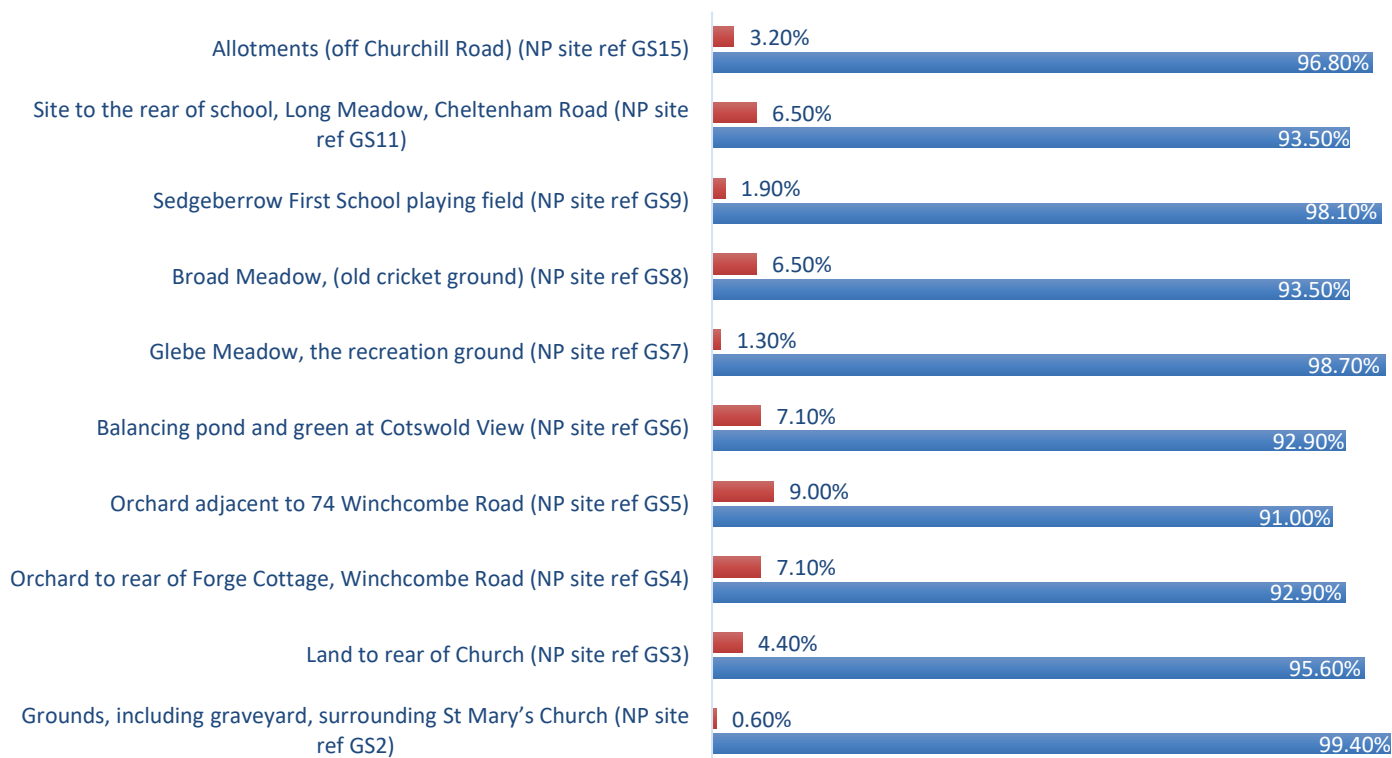 Allotments (off Churchill Road) (NP site ref GS15)
3.20%
96.80%
Site to the rear of school, Long Meadow, Cheltenham Road (NP site
ref GS11)
6.50%
93.50%
Sedgeberrow First School playing field (NP site ref GS9)
1.90%
98.10%
Broad Meadow, (old cricket ground) (NP site ref GS8)
6.50%
93.50%
Glebe Meadow, the recreation ground (NP site ref GS7)
1.30%
98.70%
Balancing pond and green at Cotswold View (NP site ref GS6)
7.10%
92.90%
Orchard adjacent to 74 Winchcombe Road (NP site ref GS5)
9.00%
91.00%
Orchard to rear of Forge Cottage, Winchcombe Road (NP site ref GS4)
7.10%
92.90%
Land to rear of Church (NP site ref GS3)
4.40%
95.60%
Grounds, including graveyard, surrounding St Mary’s Church (NP site
ref GS2)
0.60%
99.40%